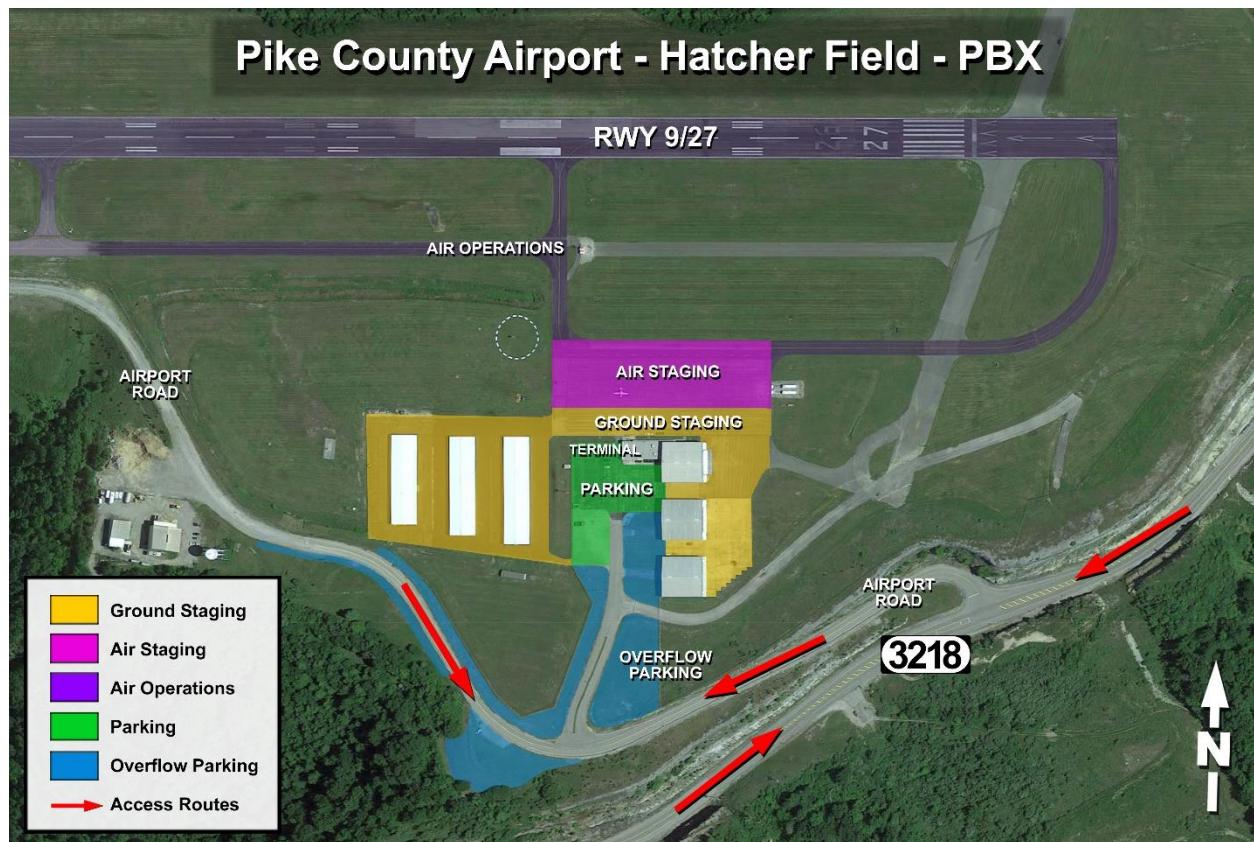 Pike County Airport - Hatcher Field - PBX
RWY 9/27
27
AIR OPERATIONS
AIRPORT
ROAD
AIR STAGING
GROUND STAGING
TERMINAL
PARKING
AIRPORT
ROAD
3218
OVERFLOW
PARKING
Ground Staging
Air Staging
Air Operations
Parking
Overflow Parking
Access Routes
N